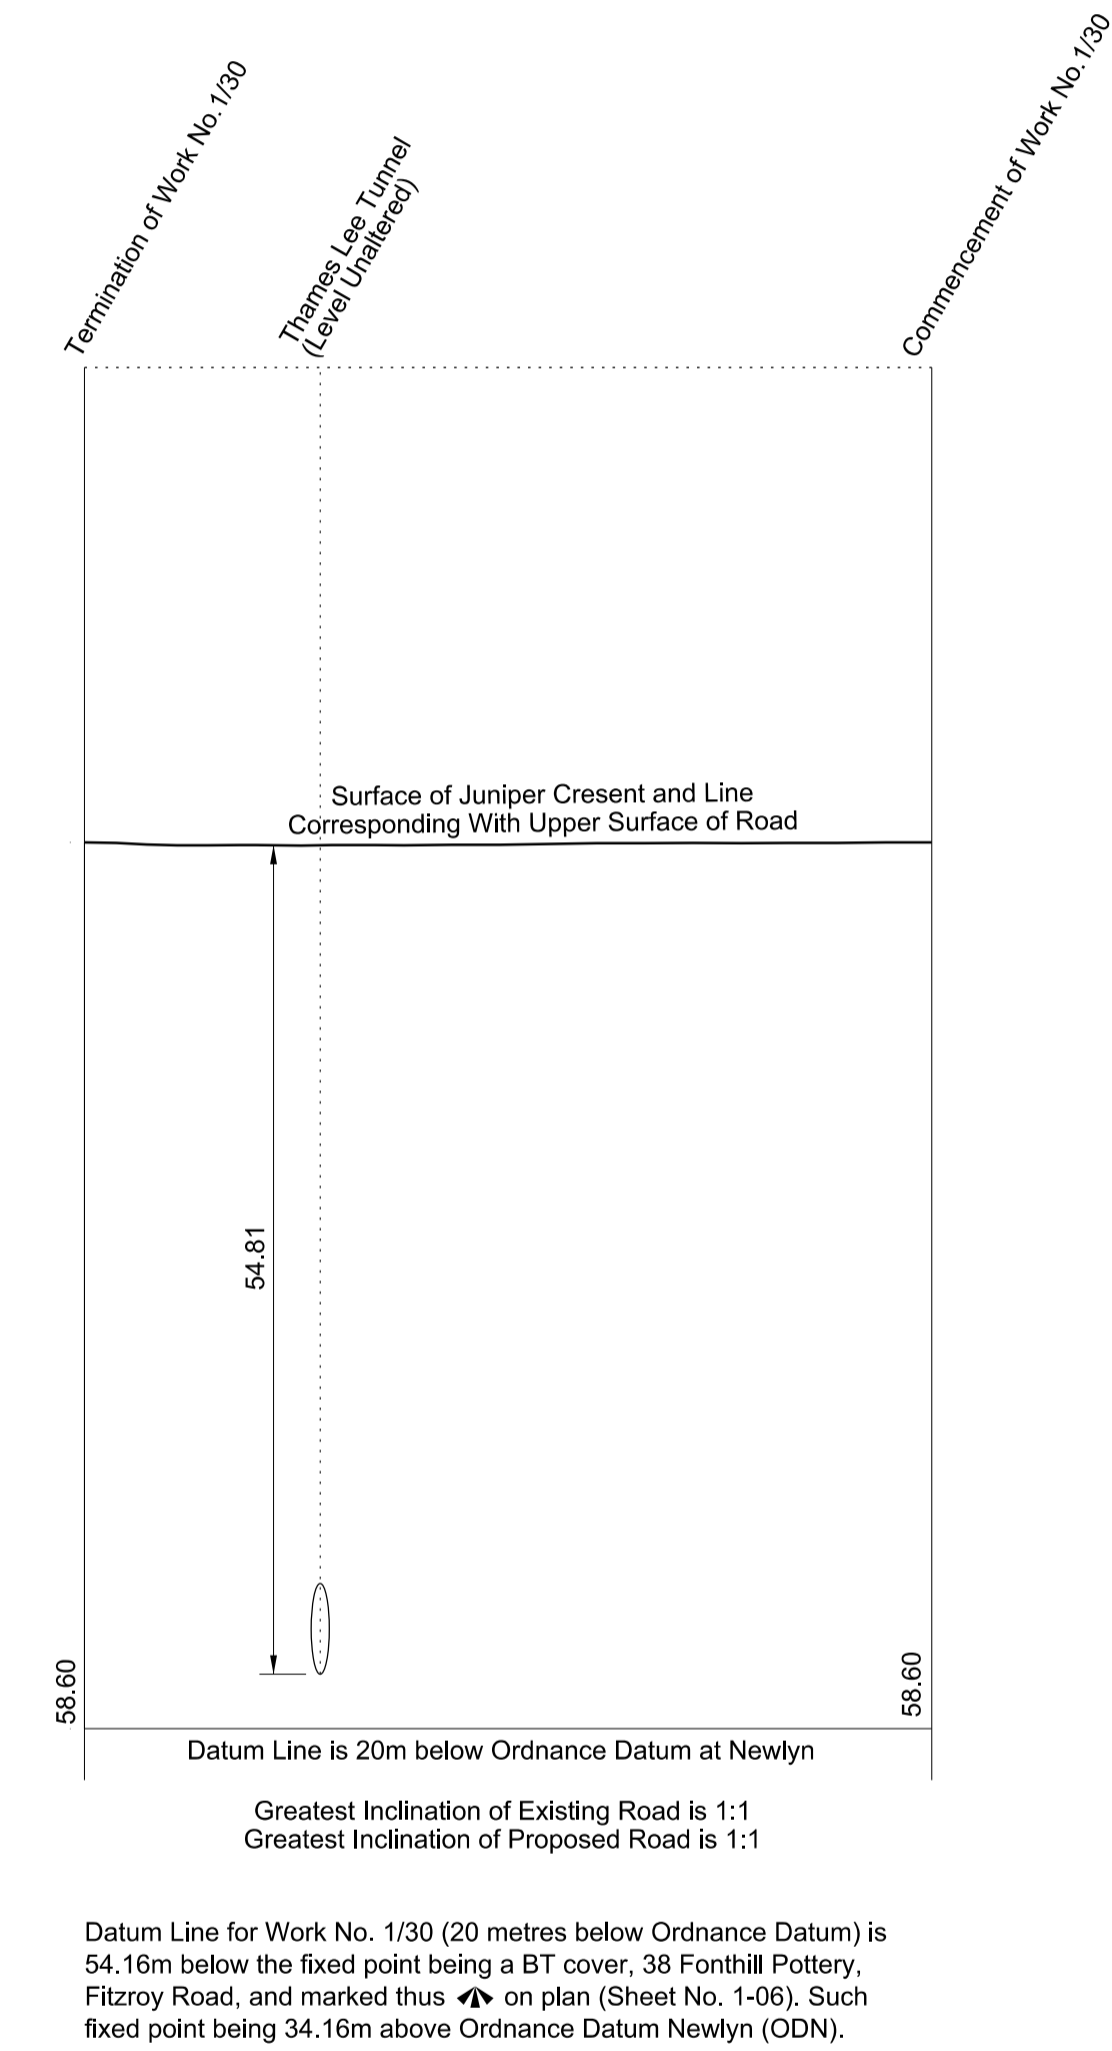 Termination of Work No. 1/30
Thames Lee Tunnel
(Level Unaltered)
Commencement of Work No. 1/30
Surface of Juniper Cresent and Line
Corresponding With Upper Surface of Road
54.81
58.60
58.60
Datum Line is 20m below Ordnance Datum at Newlyn
Greatest Inclination of Existing Road is 1:1
Greatest Inclination of Proposed Road is 1:1
Datum Line for Work No. 1/30 (20 metres below Ordnance Datum) is
54.16m below the fixed point being a BT cover, 38 Fonthill Pottery,
Fitzroy Road, and marked thus on plan (Sheet No. 1-06). Such
fixed point being 34.16m above Ordnance Datum Newlyn (ODN).